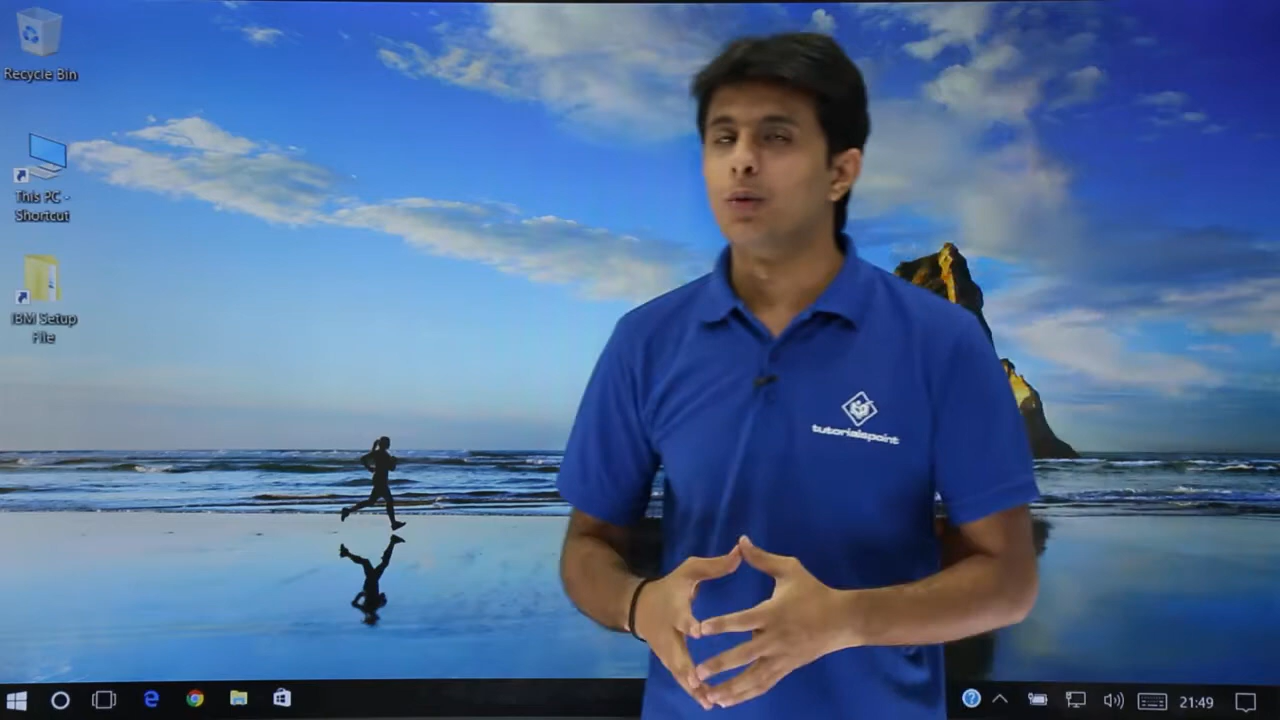 Recycle Bin
This PC -
Shortcut
IBM Setup
File
tutorialspoint
21:49